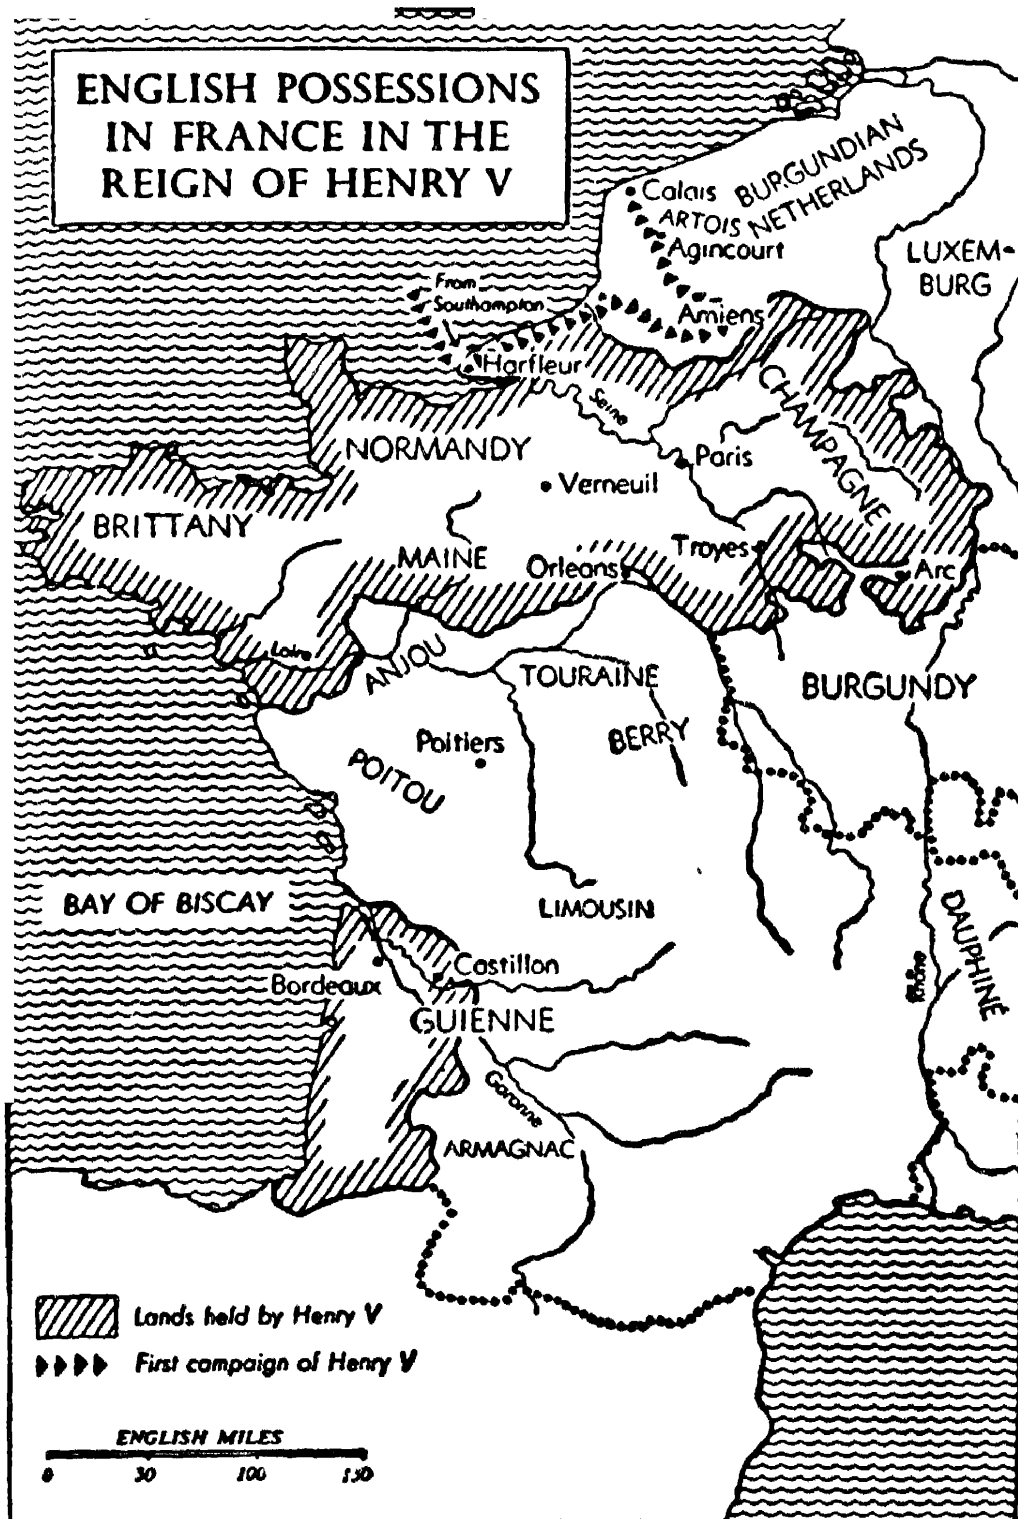 ENGLISH POSSESSIONS
IN FRANCE IN THE
REIGN OF HENRY V
Calais
BURGUNDIAN
NETHERLANDS
ARTOIS
Agincourt
LUXEM-
BURG
From
Southampton
Amiens
Harfleur
Seine
CHAMPAGNE
NORMANDY
Paris
Verneuil
BRITTANY
MAINE
Orleans
Troyes
Arc
Loire
ANJOU
TOURAINE
BURGUNDY
Poitiers
BERRY
POITOU
BAY OF BISCAY
LIMOUSIN
DAUPHINÉ
Castillon
Bordeaux
Rhône
GUIENNE
Garonne
ARMAGNAC
Lands held by Henry V
First campaign of Henry V
ENGLISH MILES
0 50 100 150